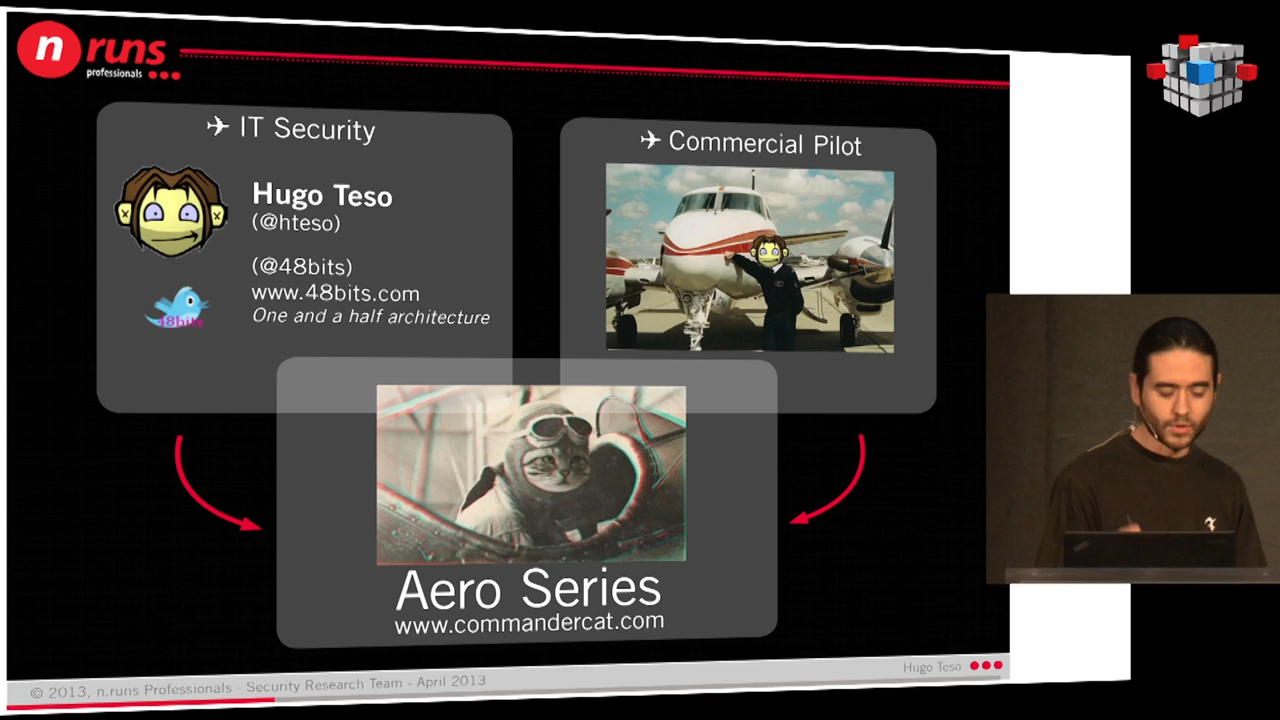 n runs
professionals
✈ IT Security
Hugo Teso
(@hteso)
(@48bits)
www.48bits.com
One and a half architecture
48bits
✈ Commercial Pilot
Aero Series
www.commandercat.com
© 2013, n.runs Professionals - Security Research Team - April 2013
Hugo Teso